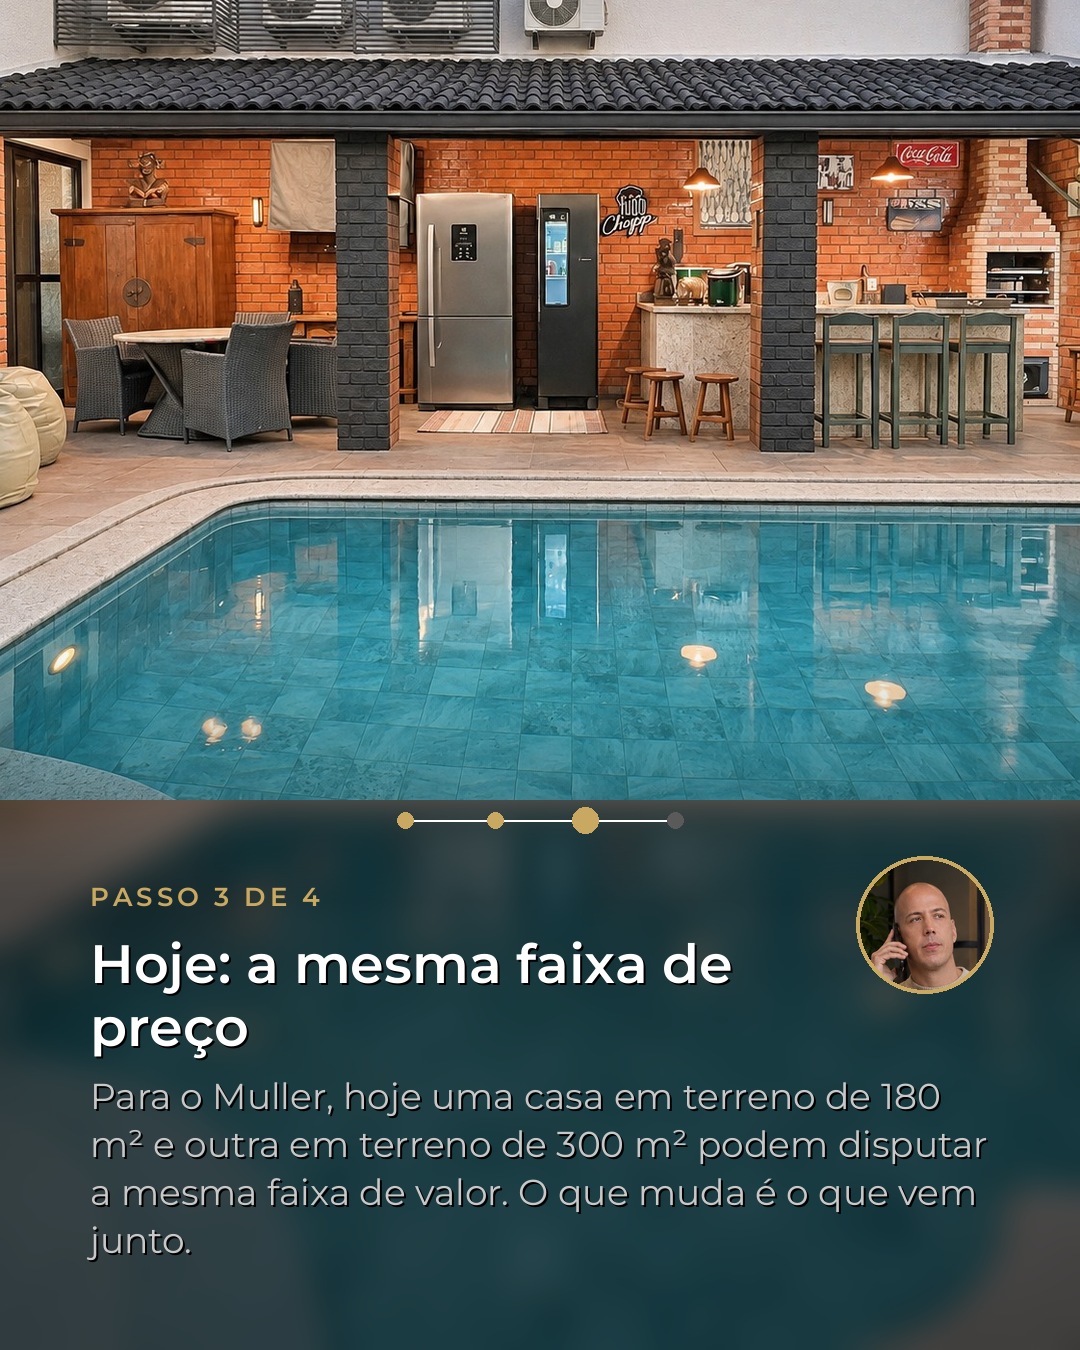 Coca-Cola
Chopp
PASSO 3 DE 4
Hoje: a mesma faixa de
preço
Para o Muller, hoje uma casa em terreno de 180
m² e outra em terreno de 300 m² podem disputar
a mesma faixa de valor. O que muda é o que vem
junto.